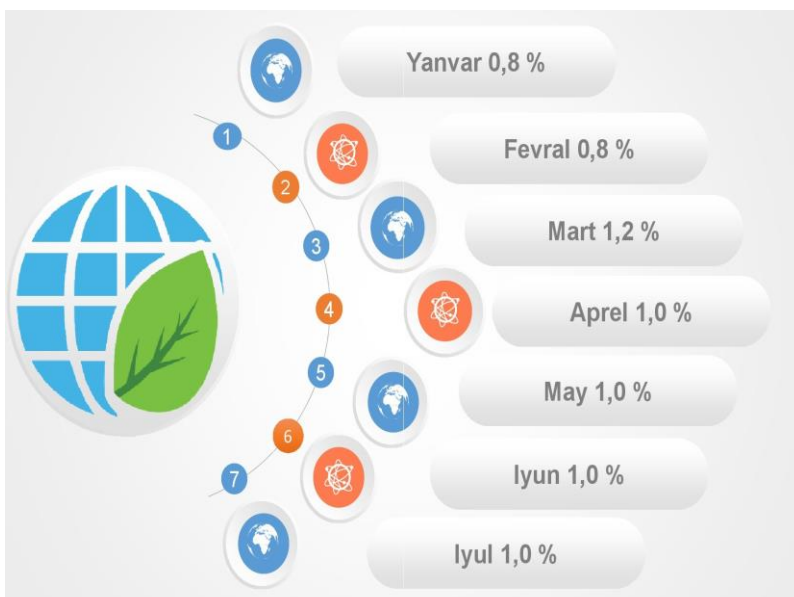 Yanvar 0,8 %
1
Fevral 0,8 %
2
Mart 1,2 %
3
Aprel 1,0 %
4
May 1,0 %
5
Iyun 1,0 %
6
Iyul 1,0 %
7